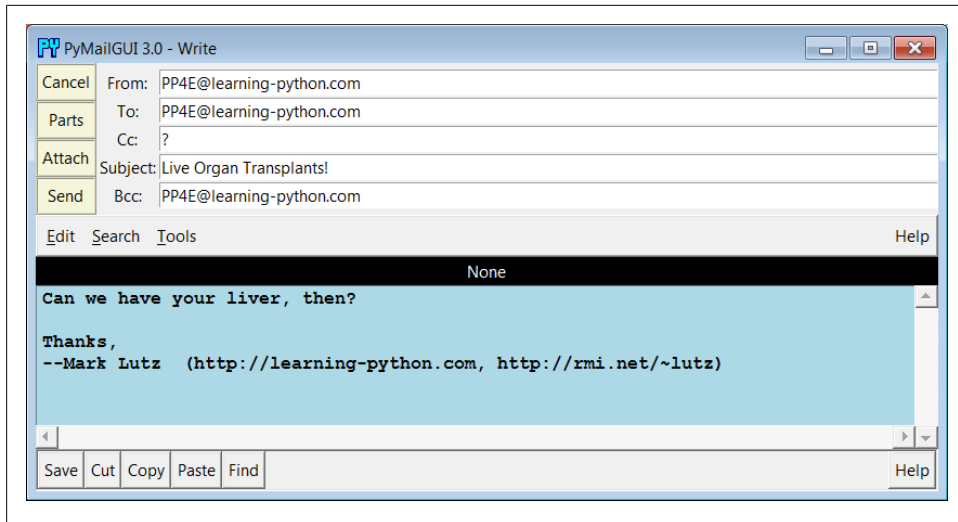 PY PyMailGUI 3.0 - Write
Cancel From: PP4E@learning-python.com
Parts To: PP4E@learning-python.com
Cc: ?
Attach Subject: Live Organ Transplants!
Send Bcc: PP4E@learning-python.com
Edit Search Tools Help
None
Can we have your liver, then?
Thanks,
--Mark Lutz (http://learning-python.com, http://rmi.net/~lutz)
Save Cut Copy Paste Find Help